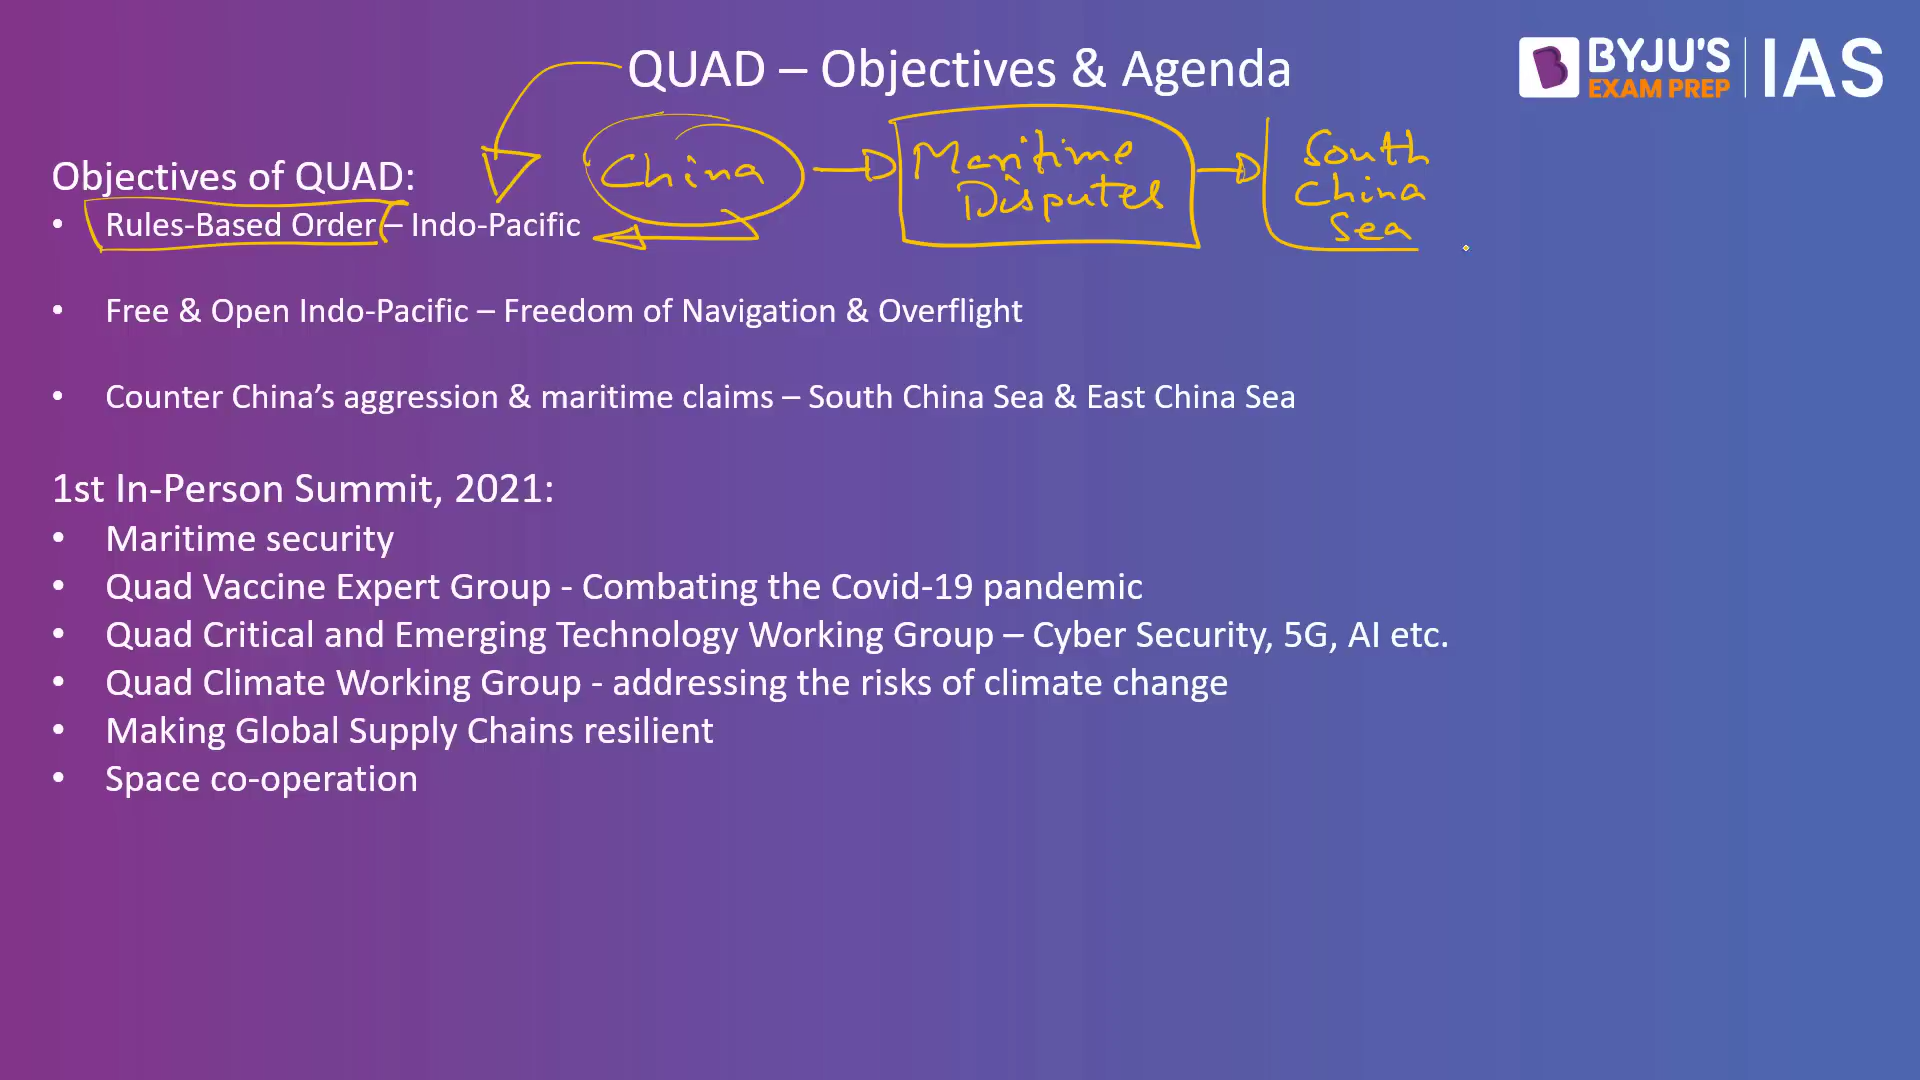 QUAD – Objectives & Agenda
BYJU'S
EXAM PREP
IAS
China
Maritime
Disputes
South
China
Sea
Objectives of QUAD:
• Rules-Based Order – Indo-Pacific
• Free & Open Indo-Pacific – Freedom of Navigation & Overflight
• Counter China’s aggression & maritime claims – South China Sea & East China Sea
1st In-Person Summit, 2021:
• Maritime security
• Quad Vaccine Expert Group - Combating the Covid-19 pandemic
• Quad Critical and Emerging Technology Working Group – Cyber Security, 5G, AI etc.
• Quad Climate Working Group - addressing the risks of climate change
• Making Global Supply Chains resilient
• Space co-operation